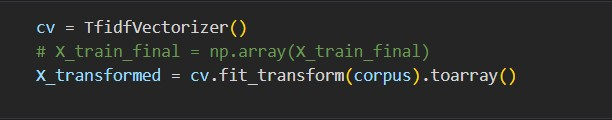 cv = TfidfVectorizer()
# X_train_final = np.array(X_train_final)
X_transformed = cv.fit_transform(corpus).toarray()